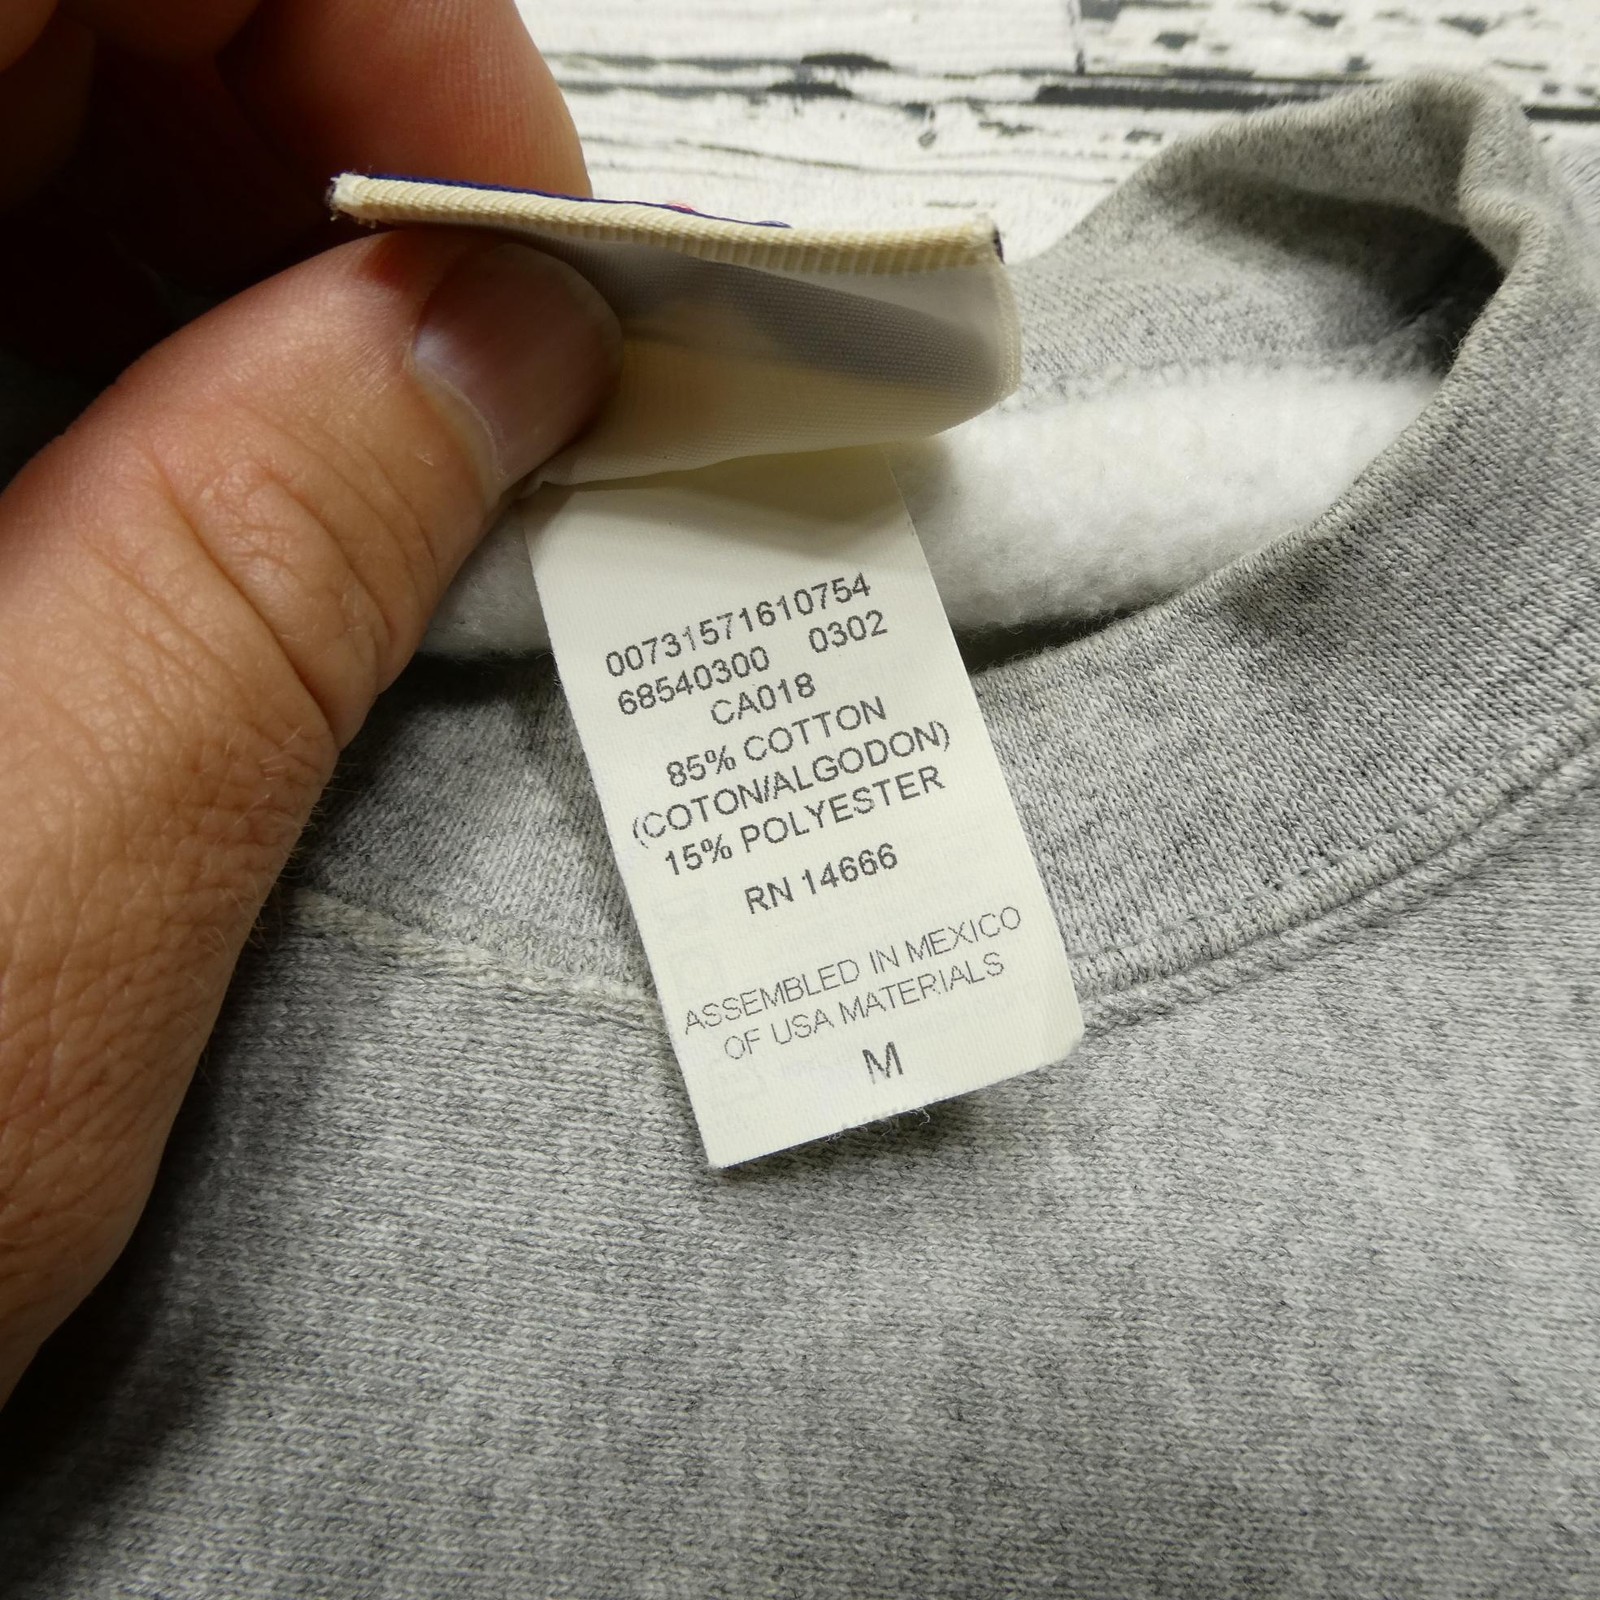 00731571610754
68540300 0302
CA018
85% COTTON
(COTON/ALGODON)
15% POLYESTER
RN 14666
ASSEMBLED IN MEXICO
OF USA MATERIALS
M